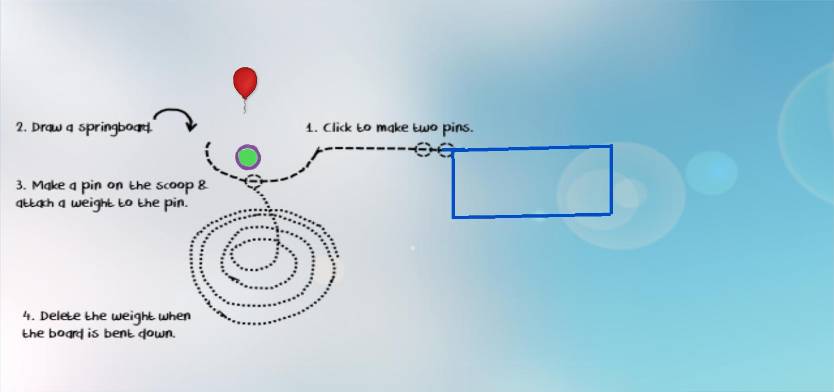 2. Draw a springboard.
1. Click to make two pins.
3. Make a pin on the scoop &
attach a weight to the pin.
4. Delete the weight when
the board is bent down.